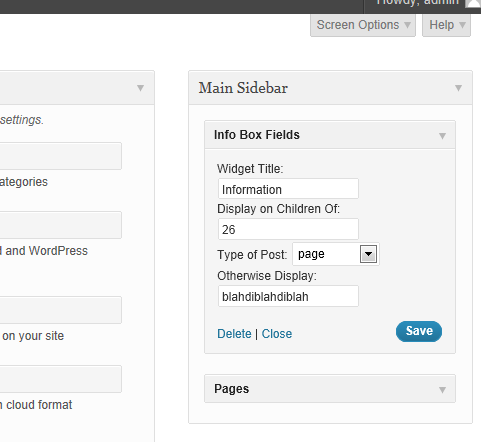 Howdy, admin
Screen Options Help
Main Sidebar
settings.
Info Box Fields
Widget Title:
Information
ategories
Display on Children Of:
26
d and WordPress
Type of Post: page
Otherwise Display:
blahdiblahdiblah
on your site
Delete | Close
Save
Pages
n cloud format